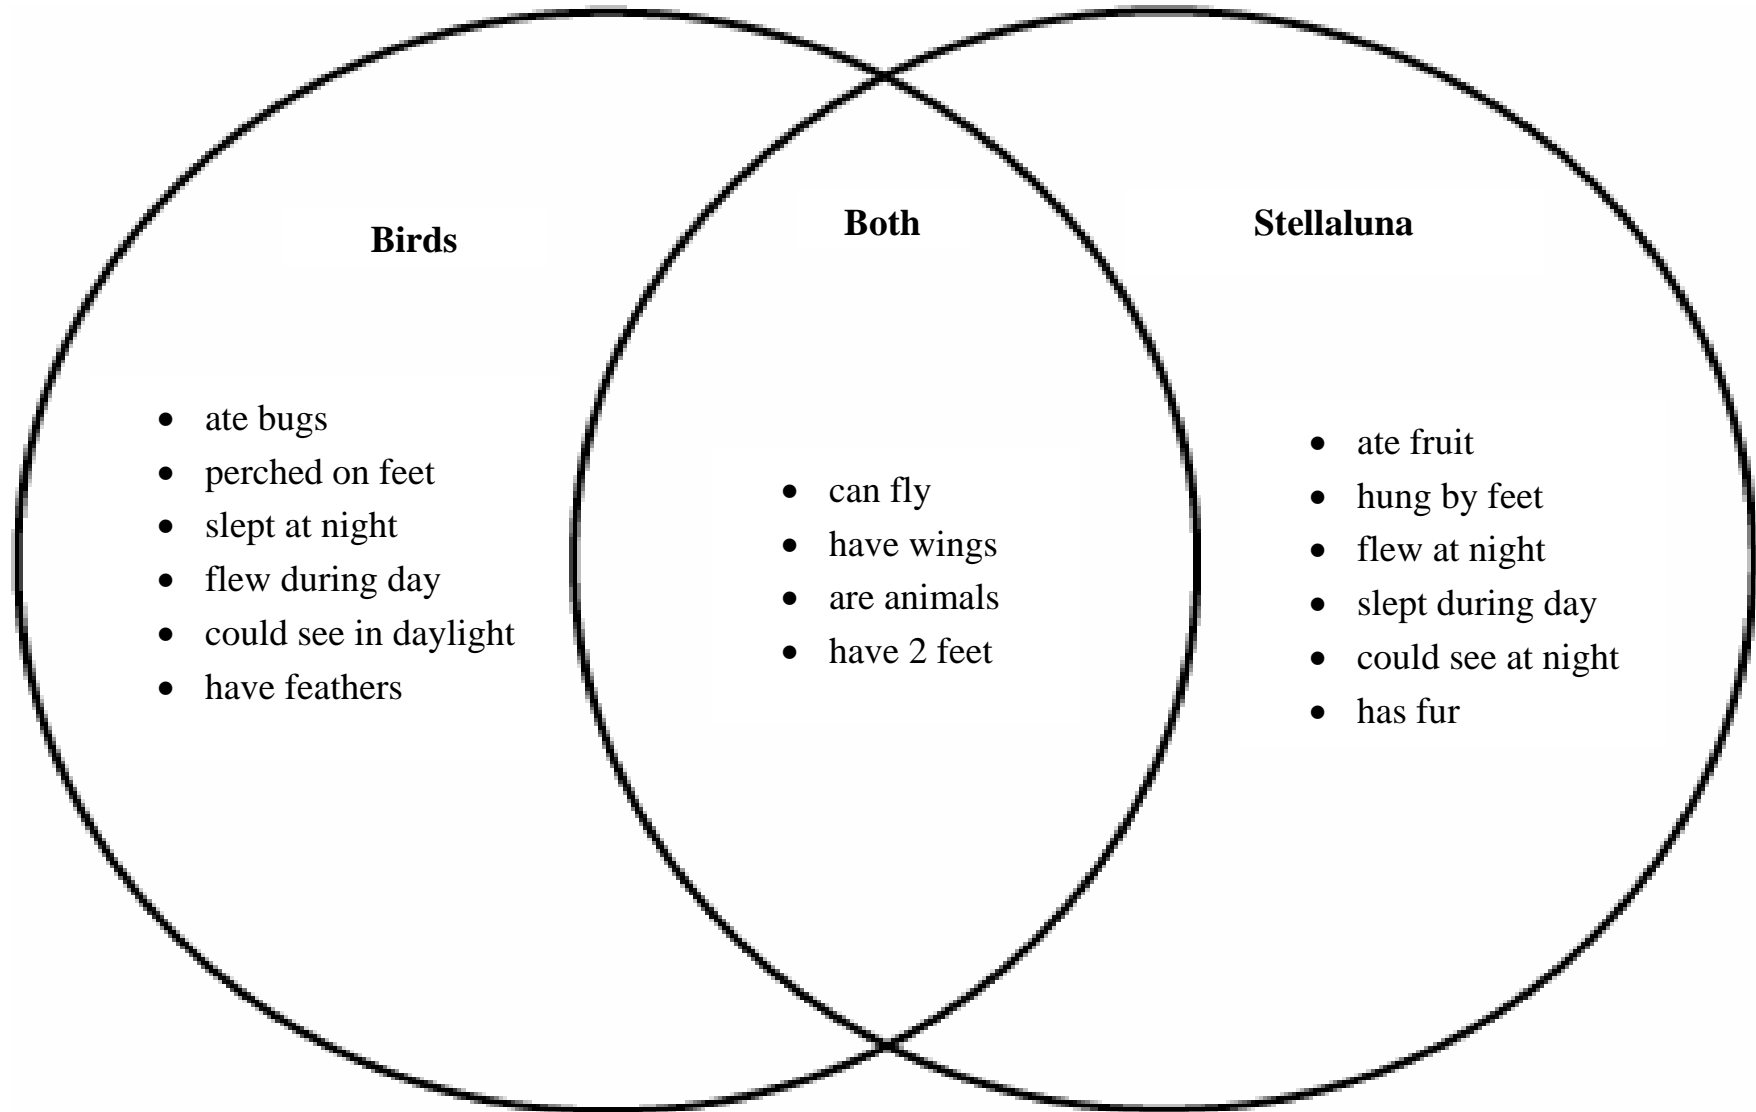 Birds
• ate bugs
• perched on feet
• slept at night
• flew during day
• could see in daylight
• have feathers
Both
• can fly
• have wings
• are animals
• have 2 feet
Stellaluna
• ate fruit
• hung by feet
• flew at night
• slept during day
• could see at night
• has fur